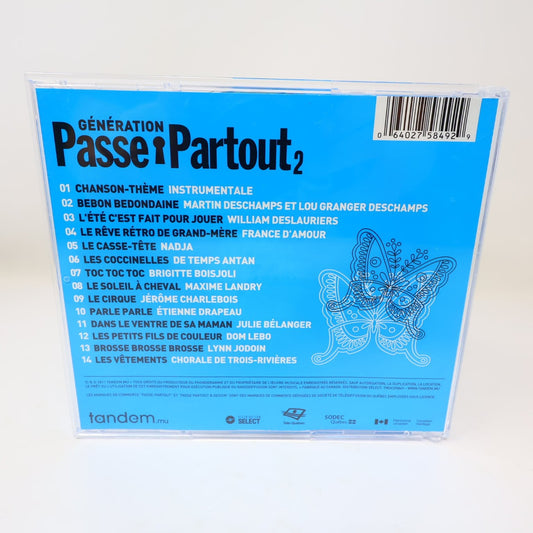 GÉNÉRATION
Passe Partout 2
0 64027 58492 9
01 CHANSON-THÈME INSTRUMENTALE
02 BEBON BEDONDAINE MARTIN DESCHAMPS ET LOU GRANGER DESCHAMPS
03 L'ÉTÉ C'EST FAIT POUR JOUER WILLIAM DESLAURIERS
04 LE RÊVE RÉTRO DE GRAND-MÈRE FRANCE D'AMOUR
05 LE CASSE-TÊTE NADJA
06 LES COCCINELLES DE TEMPS ANTAN
07 TOC TOC TOC BRIGITTE BOISJOLI
08 LE SOLEIL À CHEVAL MAXIME LANDRY
09 LE CIRQUE JÉRÔME CHARLEBOIS
10 PARLE PARLE ÉTIENNE DRAPEAU
11 DANS LE VENTRE DE SA MAMAN JULIE BÉLANGER
12 LES PETITS FILS DE COULEUR DOM LEBO
13 BROSSE BROSSE BROSSE LYNN JODOIN
14 LES VÊTEMENTS CHORALE DE TROIS-RIVIÈRES
tandem.mu
SELECT
SODEC
Québec